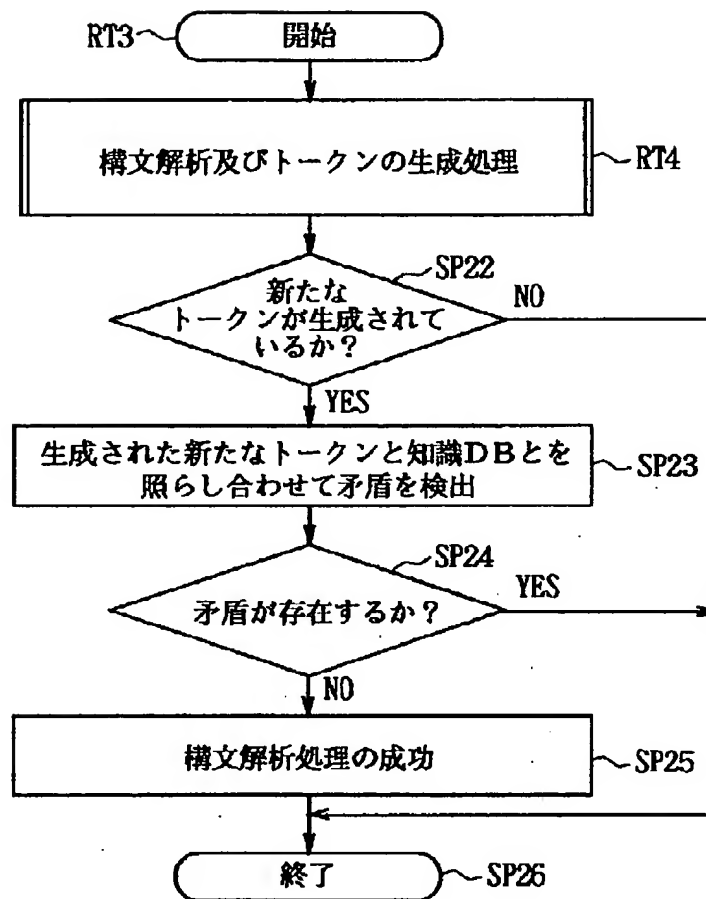 RT3
開始
構文解析及びトークンの生成処理
RT4
SP22
新たな
トークンが生成されて
いるか？
NO
YES
生成された新たなトークンと知識DBとを
照らし合わせて矛盾を検出
SP23
SP24
矛盾が存在するか？
YES
NO
構文解析処理の成功
SP25
終了
SP26